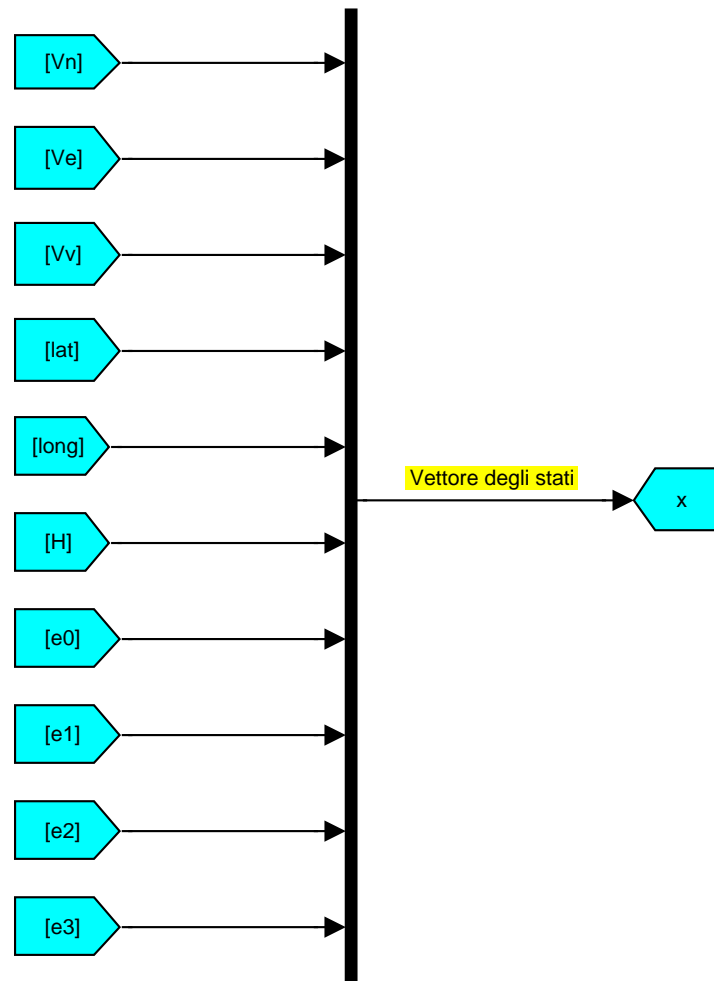 [Vn]
[Ve]
[Vv]
[lat]
[long]
Vettore degli stati
x
[H]
[e0]
[e1]
[e2]
[e3]